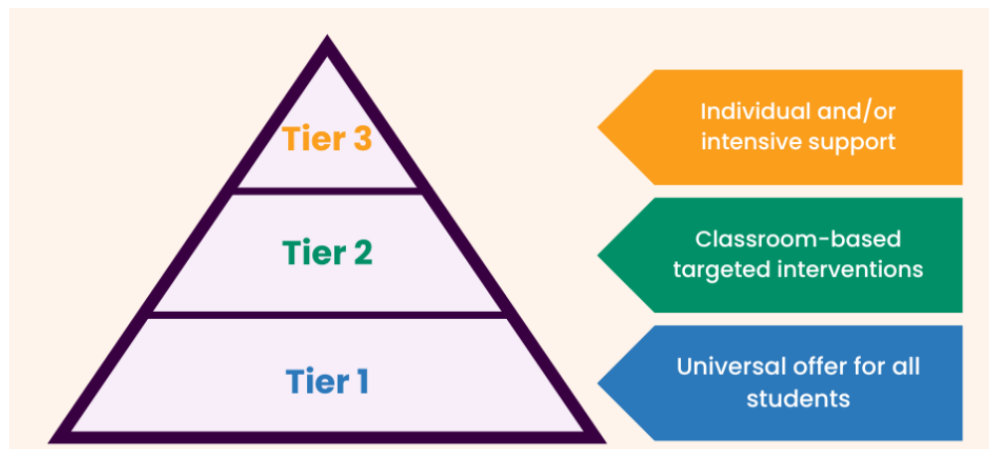 Tier 3
Individual and/or
intensive support
Tier 2
Classroom-based
targeted interventions
Tier 1
Universal offer for all
students